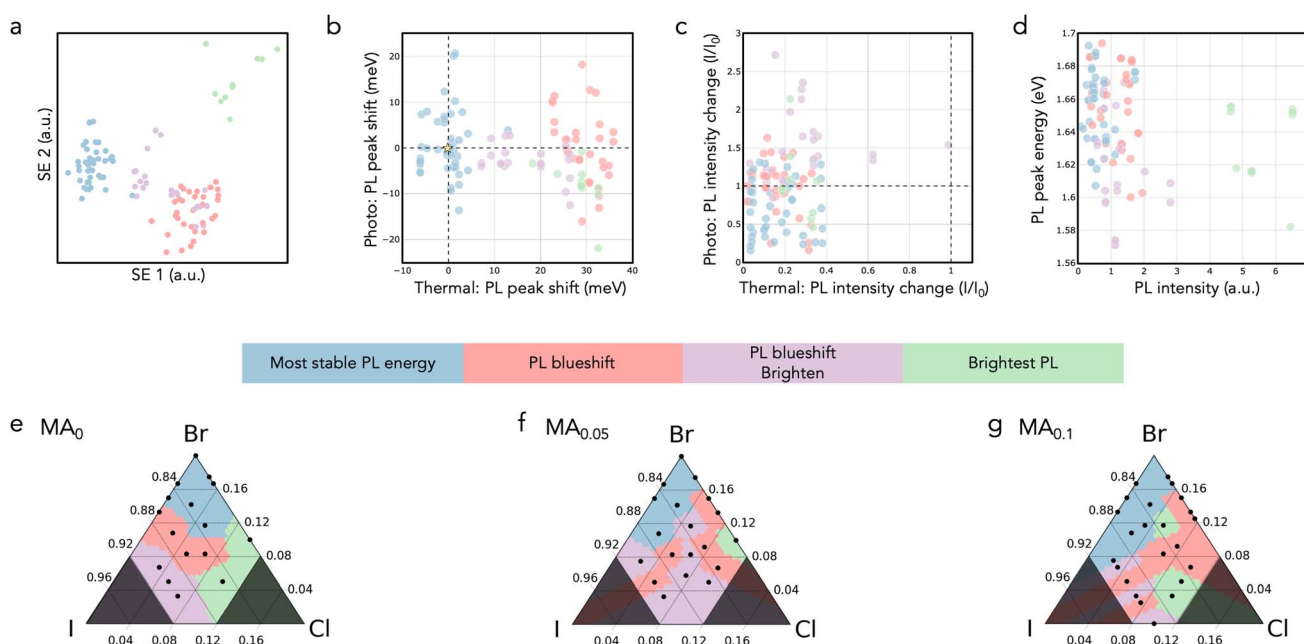 a
SE 2 (a.u.)
SE 1 (a.u.)
b
Photo: PL peak shift (meV)
20
10
0
−10
−20
−10
0
10
20
30
40
Thermal: PL peak shift (meV)
c
Photo: PL intensity change (I/I₀)
3
2.5
2
1.5
1
0.5
0
0
0.2
0.4
0.6
0.8
1
Thermal: PL intensity change (I/I₀)
d
PL peak energy (eV)
1.70
1.68
1.66
1.64
1.62
1.60
1.58
1.56
0
1
2
3
4
5
6
PL intensity (a.u.)
Most stable PL energy
PL blueshift
PL blueshift
Brighten
Brightest PL
e MA₀
Br
0.84
0.16
0.88
0.12
0.92
0.08
0.96
0.04
I
0.04
0.08
0.12
0.16
Cl
f MA₀.₀₅
Br
0.84
0.16
0.88
0.12
0.92
0.08
0.96
0.04
I
0.04
0.08
0.12
0.16
Cl
g MA₀.₁
Br
0.84
0.16
0.88
0.12
0.92
0.08
0.96
0.04
I
0.04
0.08
0.12
0.16
Cl